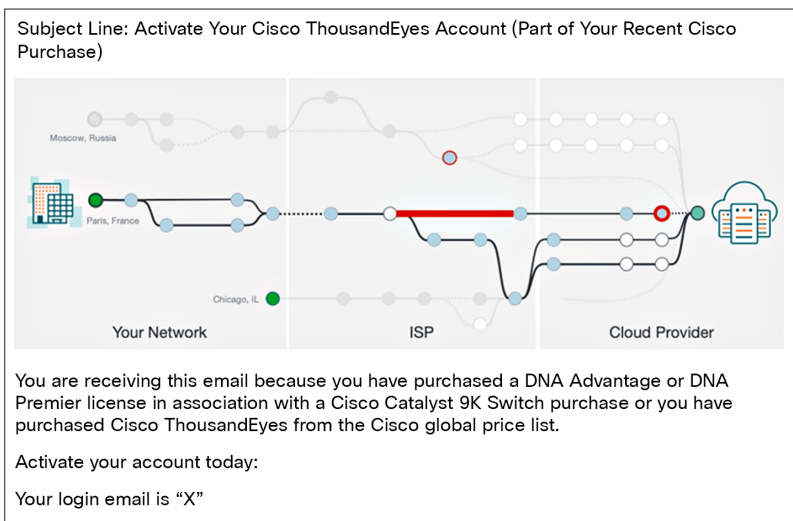 Subject Line: Activate Your Cisco ThousandEyes Account (Part of Your Recent Cisco
Purchase)
Moscow, Russia
Paris, France
Chicago, IL
Your Network
ISP
Cloud Provider
You are receiving this email because you have purchased a DNA Advantage or DNA
Premier license in association with a Cisco Catalyst 9K Switch purchase or you have
purchased Cisco ThousandEyes from the Cisco global price list.
Activate your account today:
Your login email is “X”